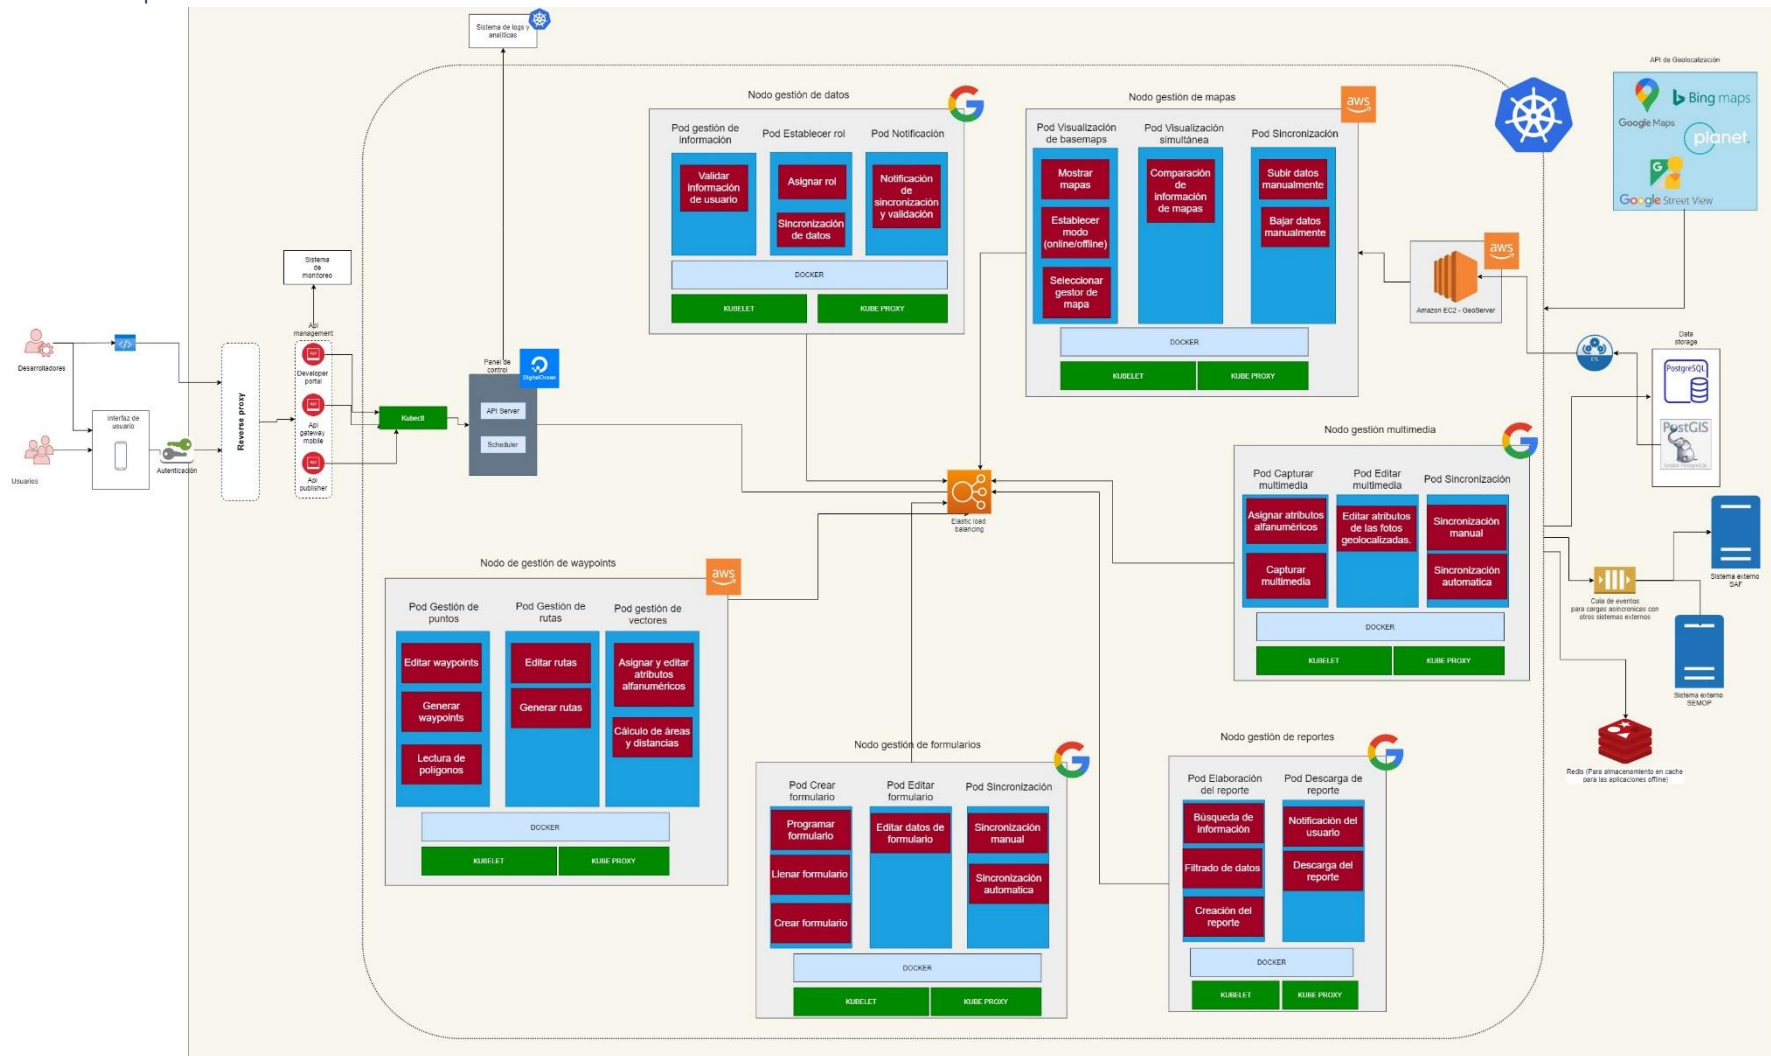 Sistema de logs y
analíticas
API de Geolocalización
Google Maps
Bing maps
planet.
Google Street View
Nodo gestión de datos
Pod gestión de
información
Pod Establecer rol
Pod Notificación
Validar
información
de usuario
Asignar rol
Sincronización
de datos
Notificación
de
sincronización
y validación
DOCKER
KUBELET
KUBE PROXY
Nodo gestión de mapas
aws
Pod Visualización
de basemaps
Pod Visualización
simultánea
Pod Sincronización
Mostrar
mapas
Establecer
modo
(online/offline)
Seleccionar
gestor de
mapa
Comparación
de
información
de mapas
Subir datos
manualmente
Bajar datos
manualmente
DOCKER
KUBELET
KUBE PROXY
aws
Amazon EC2 - GeoServer
ETL
Data
storage
PostgreSQL
PostGIS
Spatial PostgreSQL
Sistema
de
monitoreo
Desarrolladores
</>
Interfaz de
usuario
Usuarios
Autenticación
Reverse proxy
Api
management
Developer
portal
Api
gateway
mobile
Api
publisher
Kubectl
Panel de
control
DigitalOcean
API Server
Scheduler
Elastic load
balancing
Nodo gestión multimedia
Pod Capturar
multimedia
Pod Editar
multimedia
Pod Sincronización
Asignar atributos
alfanuméricos
Capturar
multimedia
Editar atributos
de las fotos
geolocalizadas.
Sincronización
manual
Sincronización
automatica
DOCKER
KUBELET
KUBE PROXY
Sistema externo
SAF
Cola de eventos
para cargas asincronicas con
otros sistemas externos
Sistema externo
SEMOP
Redis (Para almacenamiento en cache
para las aplicaciones offline)
Nodo de gestión de waypoints
aws
Pod Gestión de
puntos
Pod Gestión de
rutas
Pod gestión de
vectores
Editar waypoints
Generar
waypoints
Lectura de
polígonos
Editar rutas
Generar rutas
Asignar y editar
atributos
alfanuméricos
Cálculo de áreas
y distancias
DOCKER
KUBELET
KUBE PROXY
Nodo gestión de formularios
Pod Crear
formulario
Pod Editar
formulario
Pod Sincronización
Programar
formulario
Llenar formulario
Crear formulario
Editar datos de
formulario
Sincronización
manual
Sincronización
automatica
DOCKER
KUBELET
KUBE PROXY
Nodo gestión de reportes
Pod Elaboración
del reporte
Pod Descarga de
reporte
Búsqueda de
información
Filtrado de datos
Creación del
reporte
Notificación del
usuario
Descarga del
reporte
DOCKER
KUBELET
KUBE PROXY